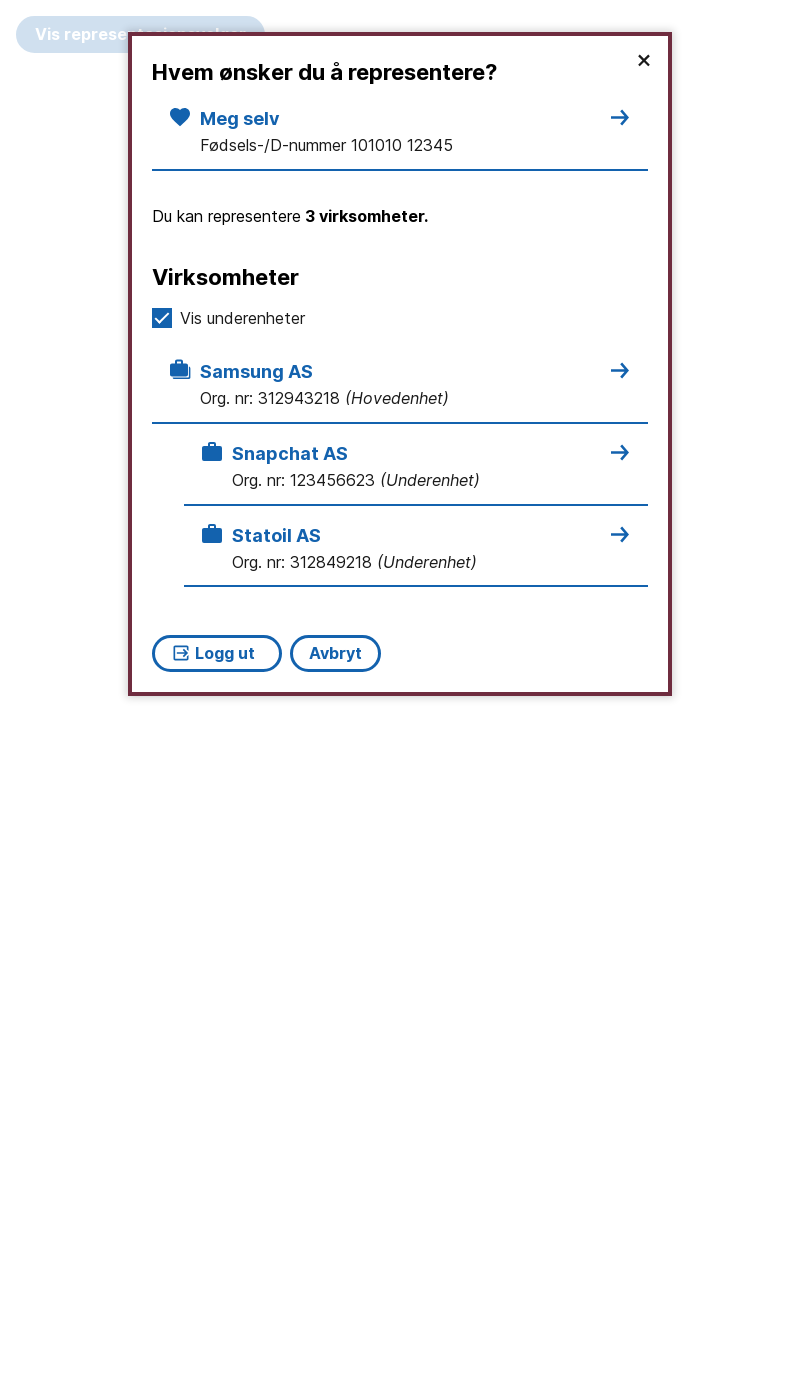 Vis
Hvem ønsker du å representere?
Meg selv
Fødsels-/D-nummer 101010 12345
Du kan representere 3 virksomheter.
Virksomheter
Vis underenheter
Samsung AS
Org. nr: 312943218 (Hovedenhet)
Snapchat AS
Org. nr: 123456623 (Underenhet)
Statoil AS
Org. nr: 312849218 (Underenhet)
Logg ut
Avbryt